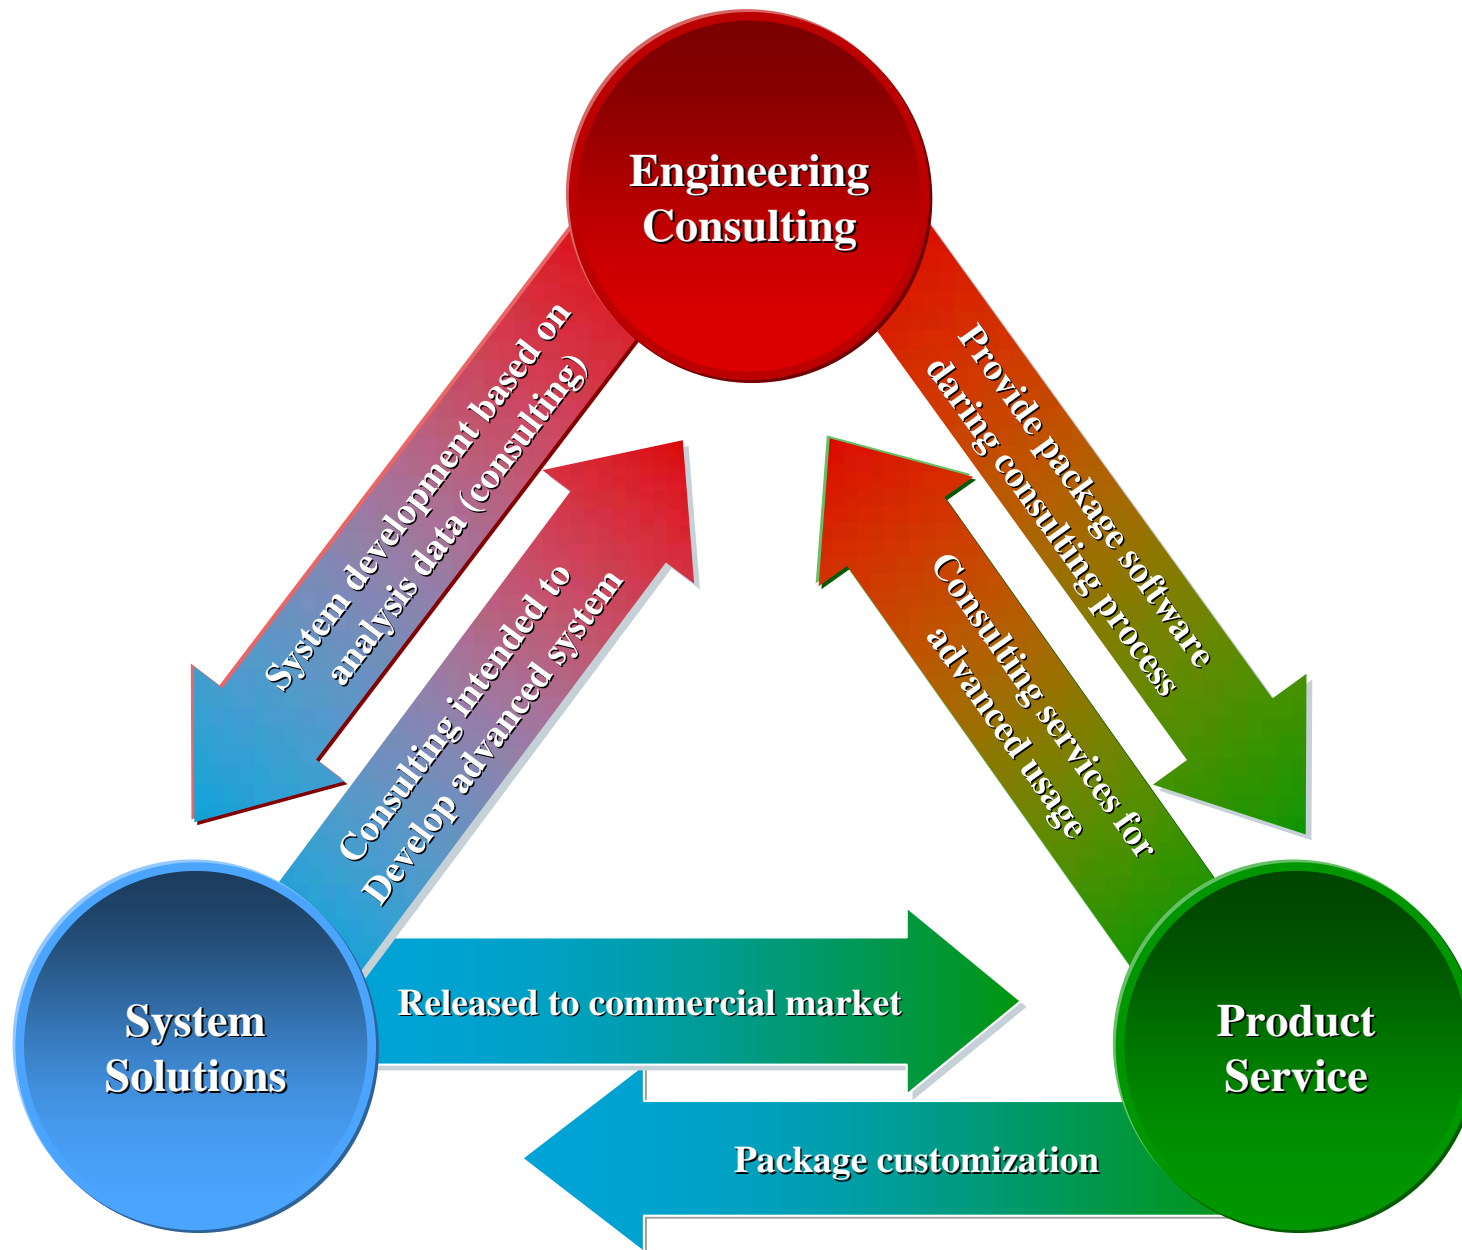 Engineering
Consulting
System development based on
analysis data (consulting)
Consulting intended to
Develop advanced system
Provide package software
daring consulting process
Consulting services for
advanced usage
System
Solutions
Released to commercial market
Product
Service
Package customization